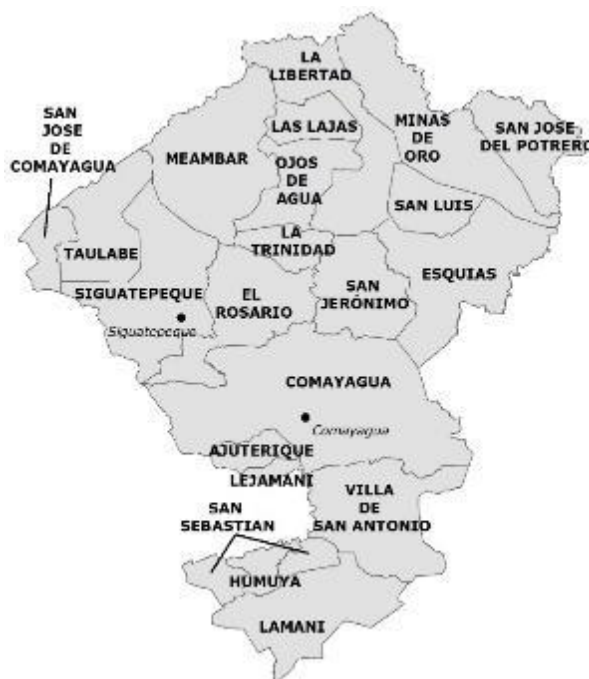 LA
LIBERTAD
SAN
JOSE
DE
COMAYAGUA
LAS LAJAS
MINAS
DE
ORO
SAN JOSE
DEL POTRERO
MEAMBAR
OJOS
DE
AGUA
SAN LUIS
LA
TRINIDAD
TAULABE
ESQUIAS
SIGUATEPEQUE
EL
ROSARIO
SAN
JERÓNIMO
Siguatepeque
COMAYAGUA
Comayagua
AJUTERIQUE
LEJAMANI
VILLA
DE
SAN ANTONIO
SAN
SEBASTIAN
HUMUYA
LAMANI